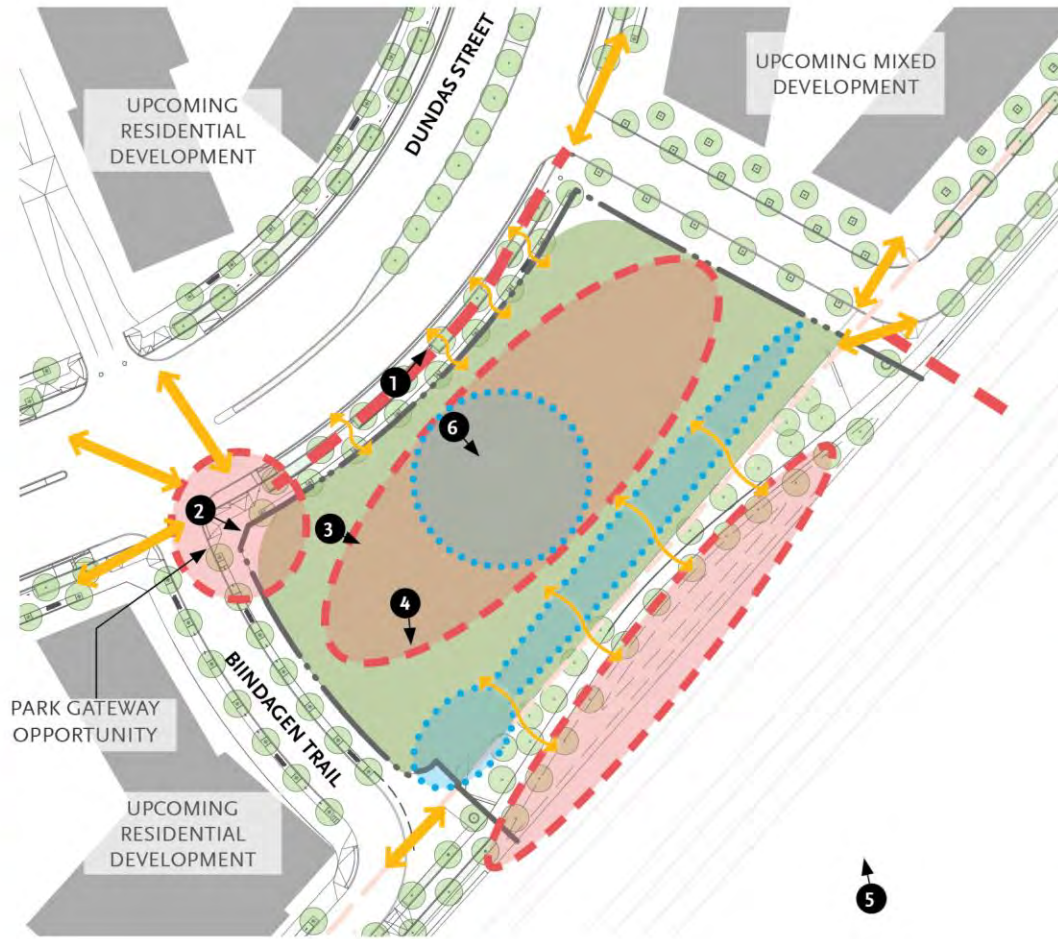 UPCOMING
RESIDENTIAL
DEVELOPMENT
DUNDAS STREET
UPCOMING MIXED
DEVELOPMENT
1
6
2
3
4
PARK GATEWAY
OPPORTUNITY
BIINDAGEN TRAIL
UPCOMING
RESIDENTIAL
DEVELOPMENT
5